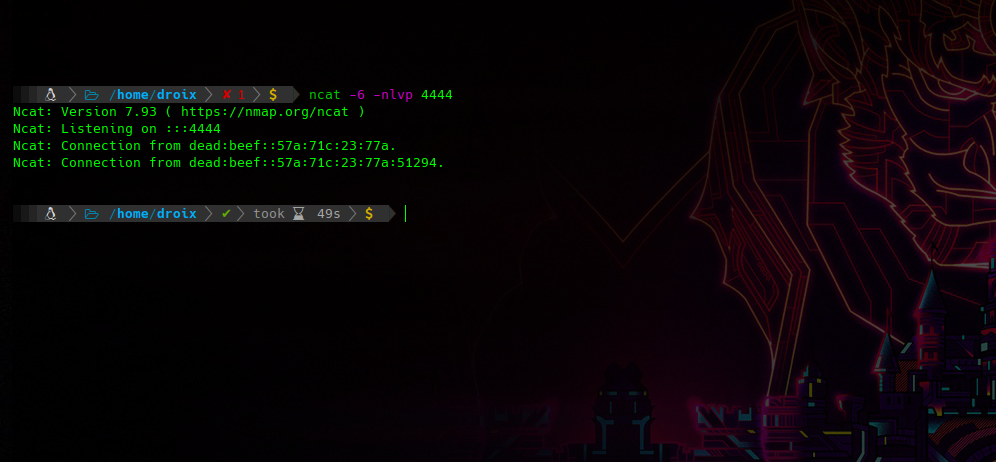 /home/droix ✘ 1 $ ncat -6 -nlvp 4444
Ncat: Version 7.93 ( https://nmap.org/ncat )
Ncat: Listening on :::4444
Ncat: Connection from dead:beef::57a:71c:23:77a.
Ncat: Connection from dead:beef::57a:71c:23:77a:51294.
/home/droix ✔ took ⌛ 49s $